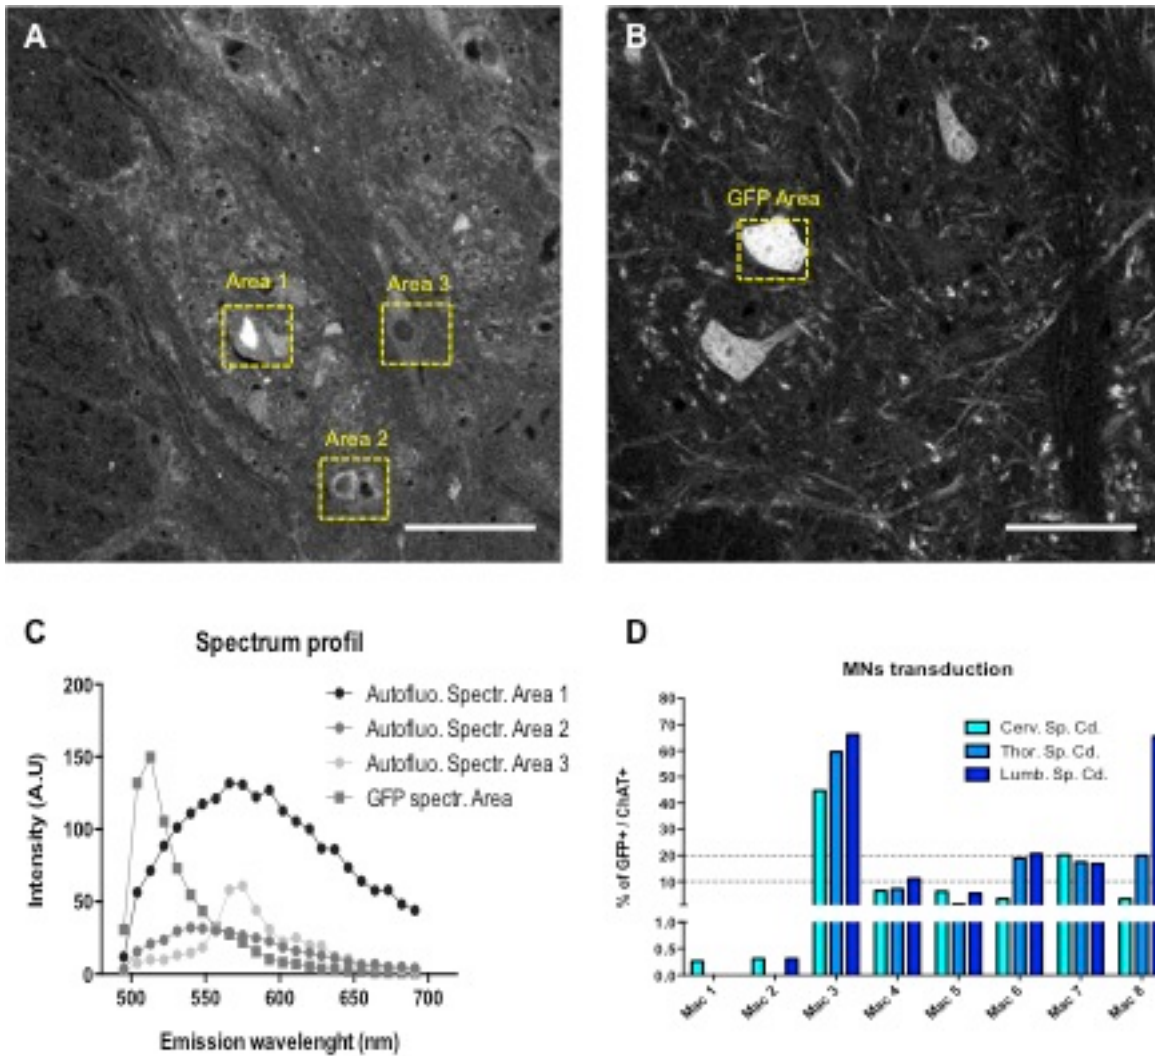 A
Area 1
Area 3
Area 2
B
GFP Area
C
Spectrum profil
200
150
100
50
0
Intensity (A.U)
Autofluo. Spectr. Area 1
Autofluo. Spectr. Area 2
Autofluo. Spectr. Area 3
GFP spectr. Area
500
550
600
650
700
Emission wavelenght (nm)
D
MNs transduction
% of GFP+ / ChAT+
80
70
60
50
40
30
20
10
1.0
0.5
0.0
Cerv. Sp. Cd.
Thor. Sp. Cd.
Lumb. Sp. Cd.
Mac 1
Mac 2
Mac 3
Mac 4
Mac 5
Mac 6
Mac 7
Mac 8